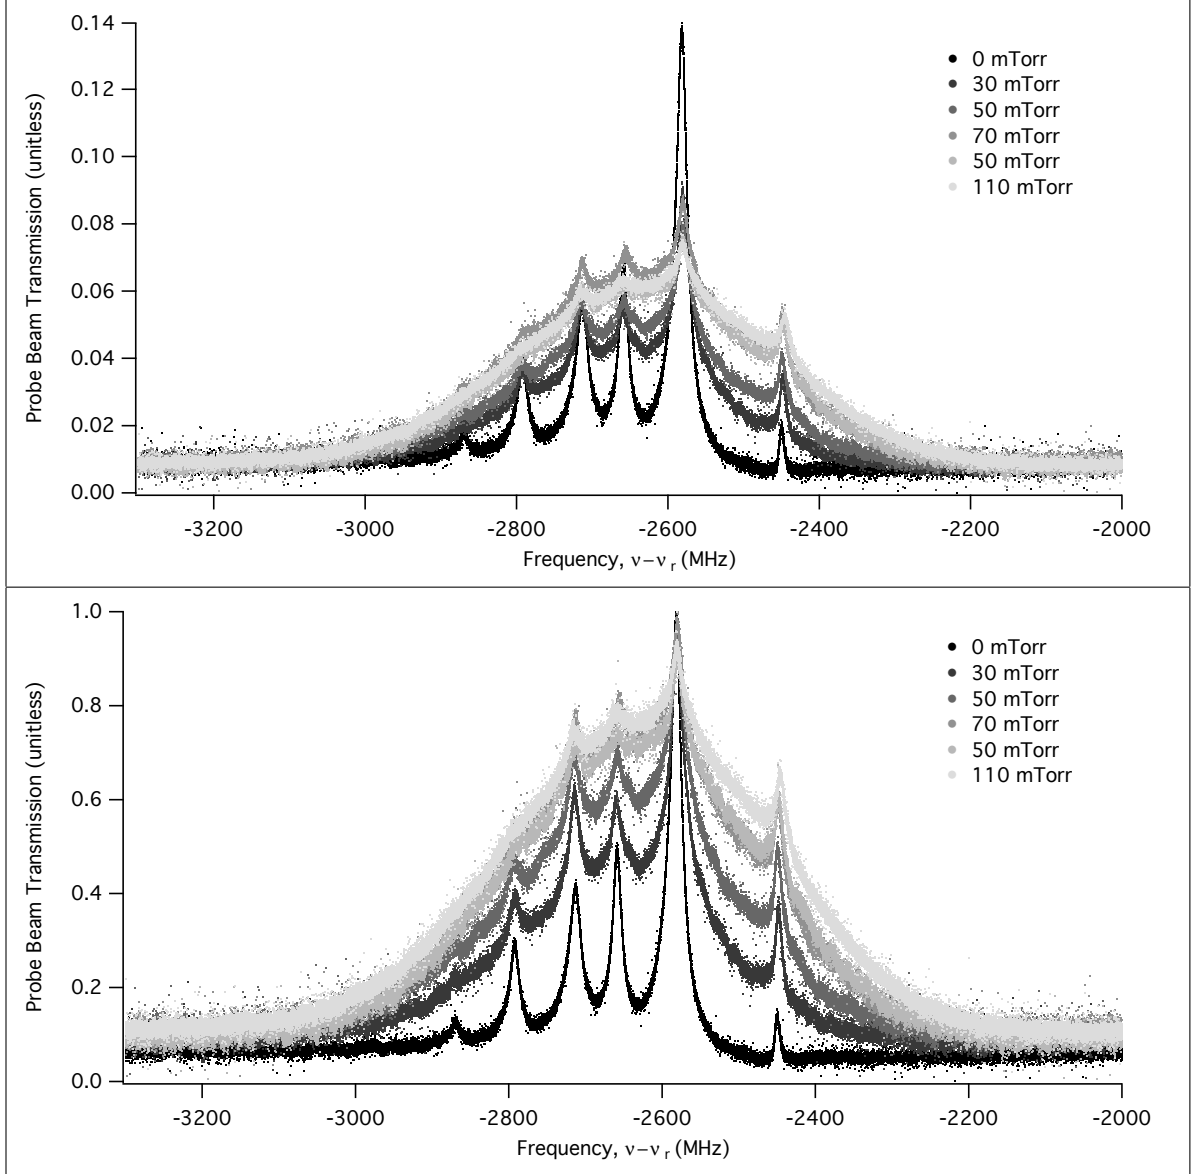 0.14
0.12
0.10
0.08
0.06
0.04
0.02
0.00
Probe Beam Transmission (unitless)
0 mTorr
30 mTorr
50 mTorr
70 mTorr
50 mTorr
110 mTorr
-3200 -3000 -2800 -2600 -2400 -2200 -2000
Frequency, ν−ν r (MHz)
1.0
0.8
0.6
0.4
0.2
0.0
Probe Beam Transmission (unitless)
0 mTorr
30 mTorr
50 mTorr
70 mTorr
50 mTorr
110 mTorr
-3200 -3000 -2800 -2600 -2400 -2200 -2000
Frequency, ν−ν r (MHz)